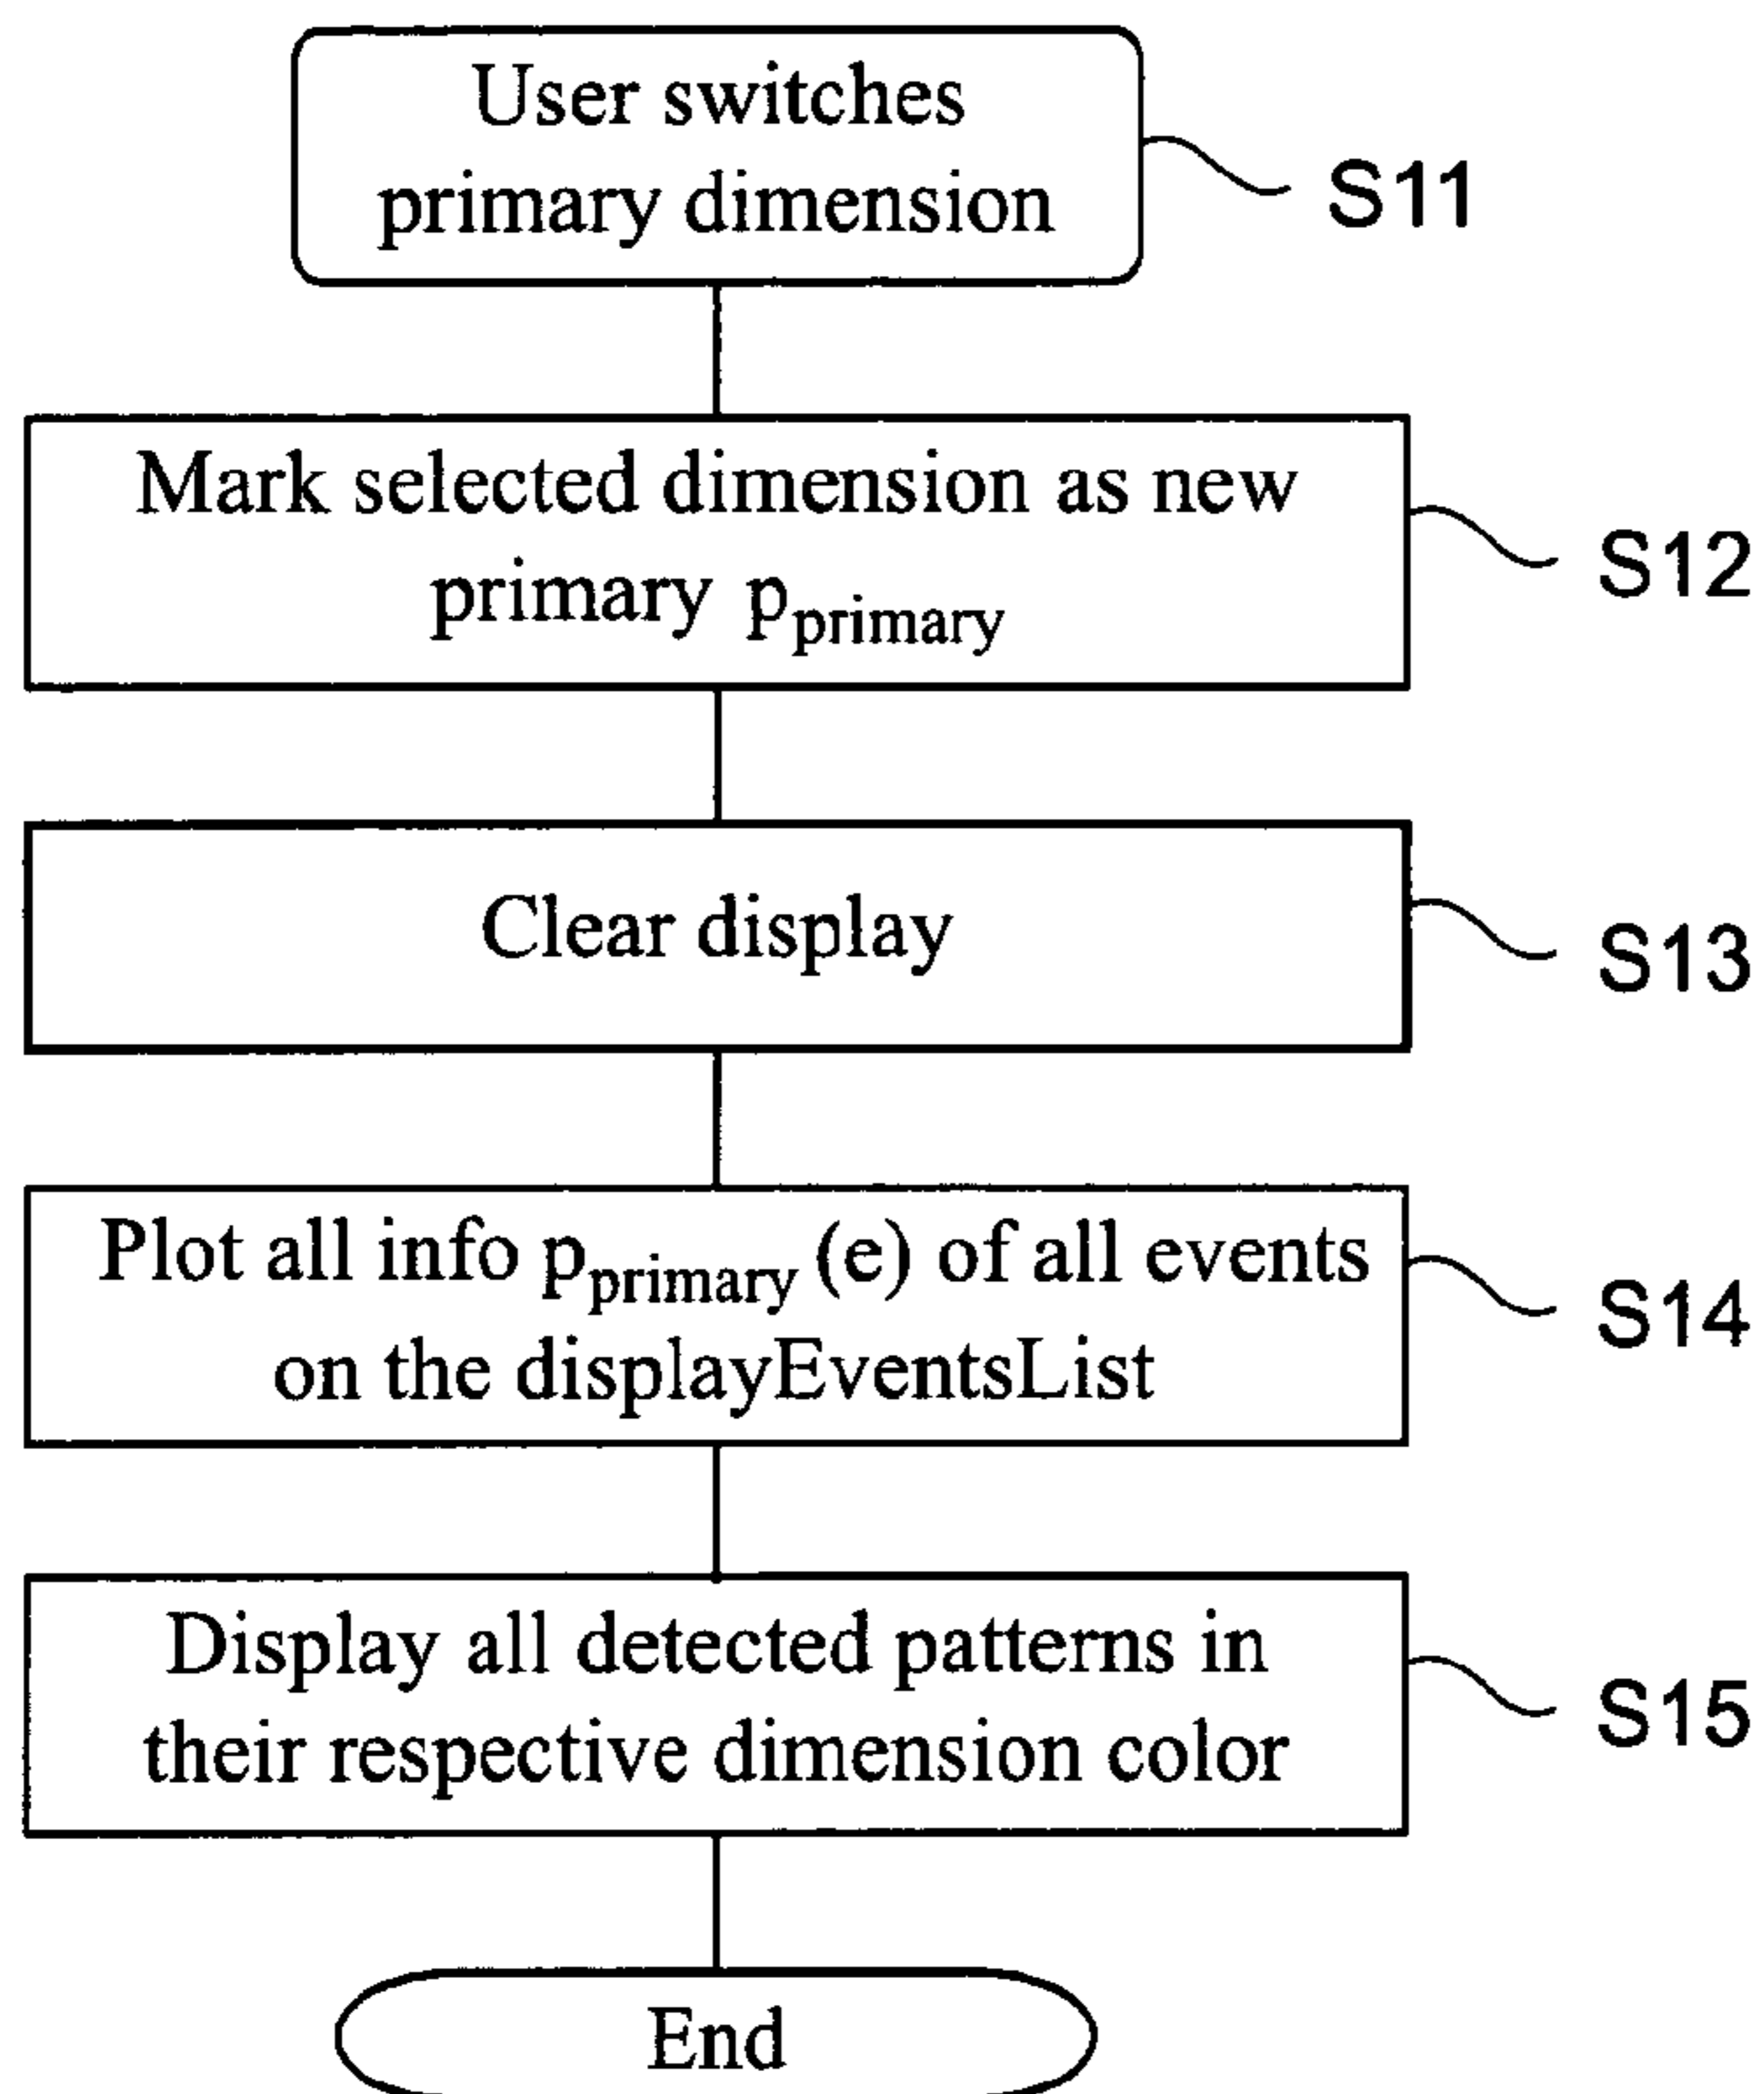 User switches
primary dimension
S11
Mark selected dimension as new
primary pprimary
S12
Clear display
S13
Plot all info pprimary (e) of all events
on the displayEventsList
S14
Display all detected patterns in
their respective dimension color
S15
End